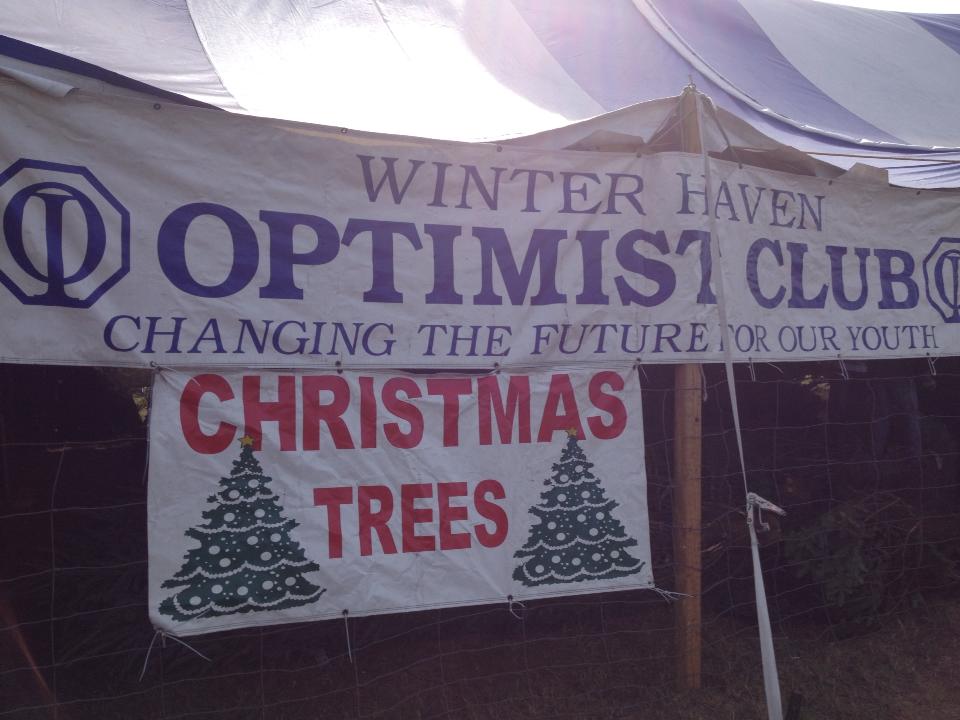 WINTER HAVEN
OPTIMIST CLUB
CHANGING THE FUTURE FOR OUR YOUTH
CHRISTMAS
TREES